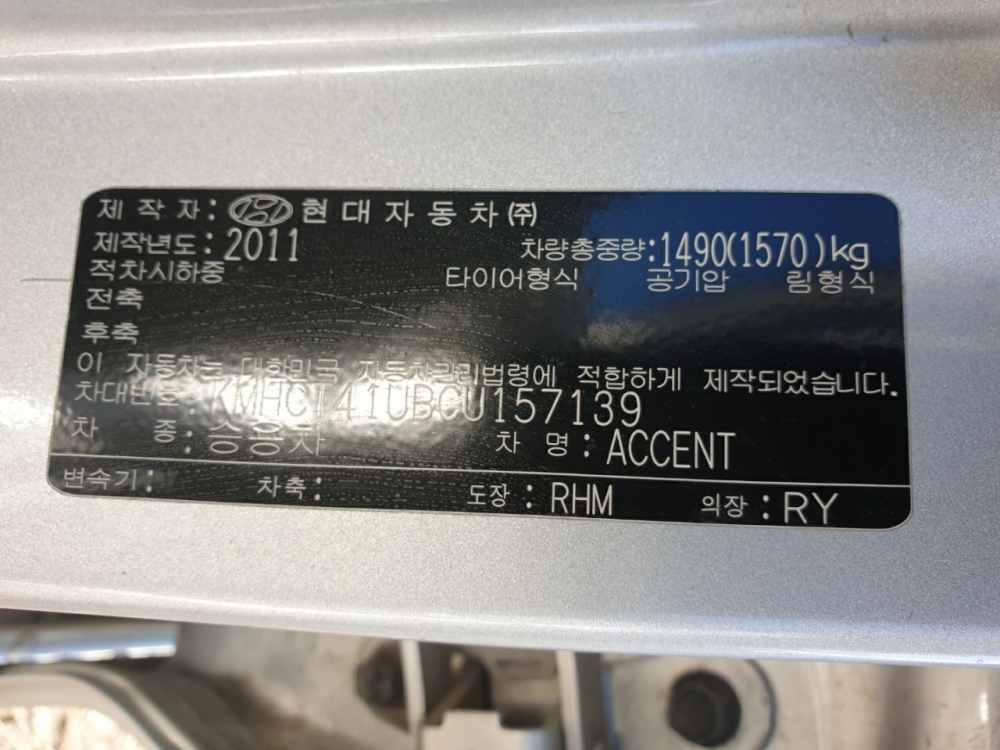 제 작 자 : 현대자동차㈜
제작년도 : 2011 차량총중량 : 1490(1570)kg
적차시하중 타이어형식 공기압 림형식
전축
후축
이 자동차는 대한민국 자동차관리법령에 적합하게 제작되었습니다.
차대번호 : KMHCT41UBCU157139
차 종 : 승용차 차 명 : ACCENT
변속기 : 차축 : 도장 : RHM 의장 : RY